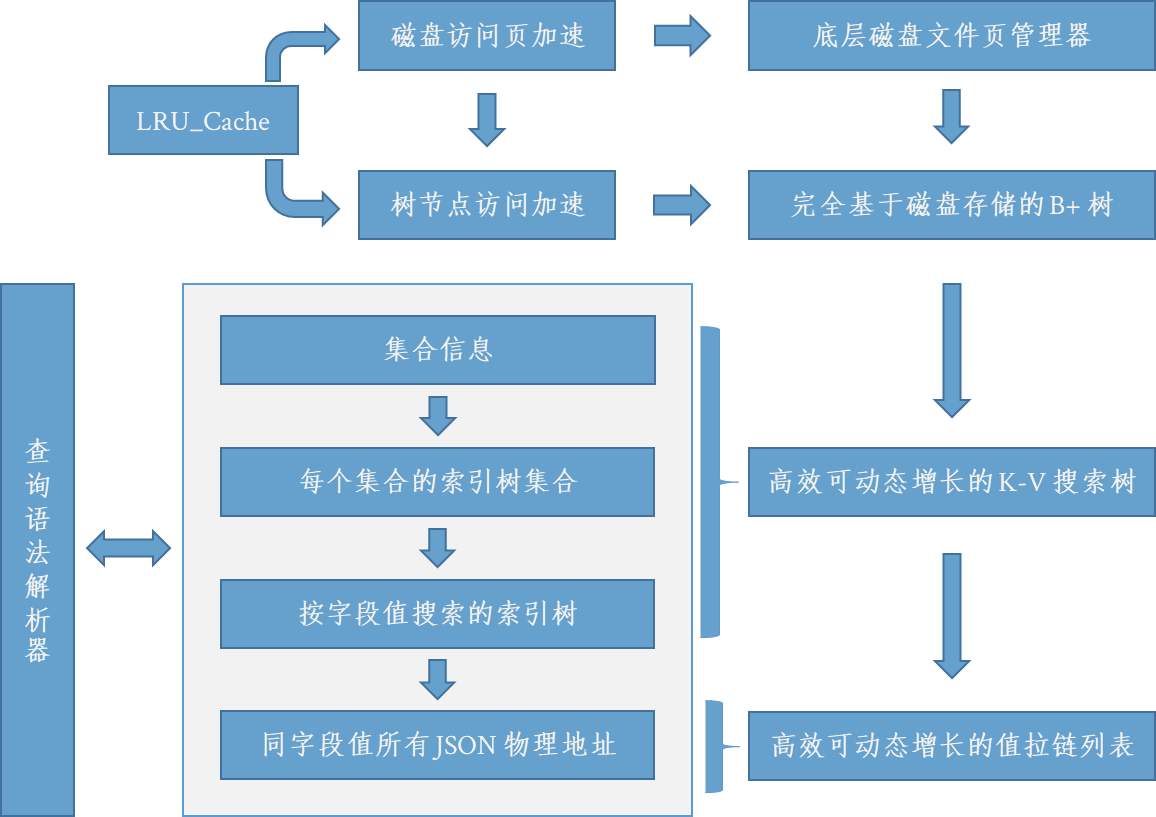 磁盘访问页加速
底层磁盘文件页管理器
LRU_Cache
树节点访问加速
完全基于磁盘存储的B+ 树
集合信息
每个集合的索引树集合
高效可动态增长的K-V 搜索树
查询语法解析器
按字段值搜索的索引树
同字段值所有JSON 物理地址
高效可动态增长的值拉链列表